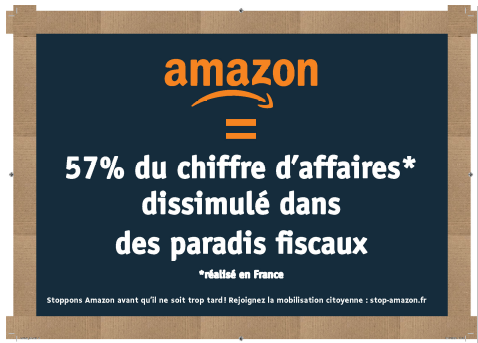 amazon
=
57% du chiffre d'affaires*
dissimulé dans
des paradis fiscaux
*réalisé en France
Stoppons Amazon avant qu'il ne soit trop tard ! Rejoignez la mobilisation citoyenne : stop-amazon.fr